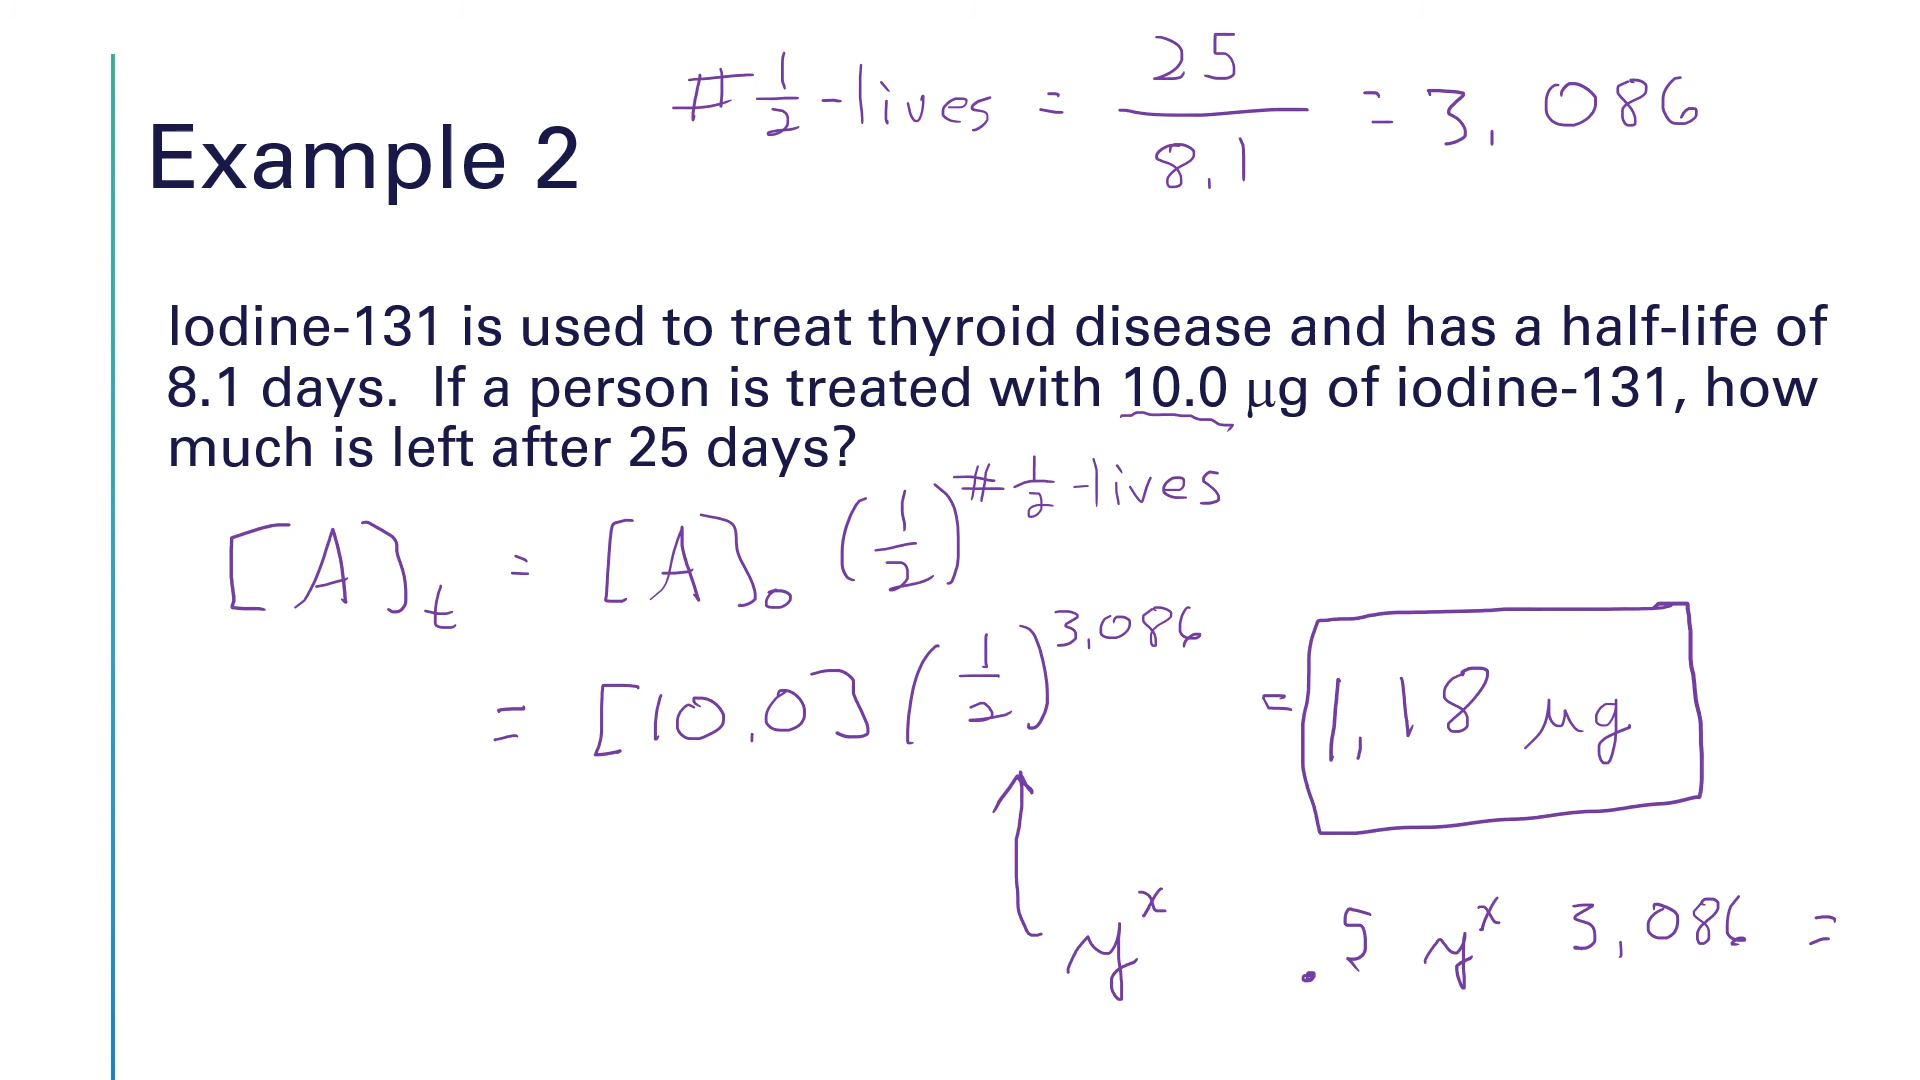 # 1/2 - lives = 25/8.1 = 3.086
Example 2
Iodine-131 is used to treat thyroid disease and has a half-life of
8.1 days. If a person is treated with 10.0 μg of iodine-131, how
much is left after 25 days?
[A]t = [A]0 (1/2)^# 1/2 - lives
= [10.0] (1/2)^3.086 = 1.18 μg
y^x .5 y^x 3.086 =